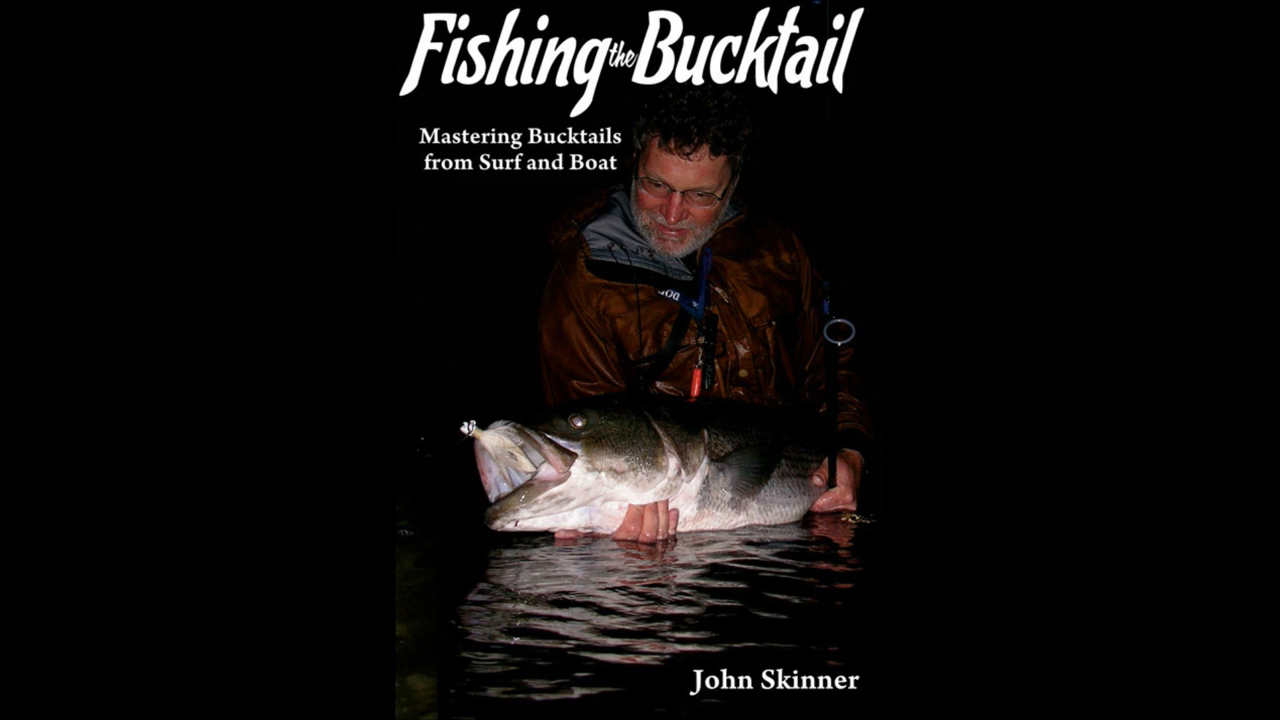 Fishing the Bucktail
Mastering Bucktails
from Surf and Boat
John Skinner